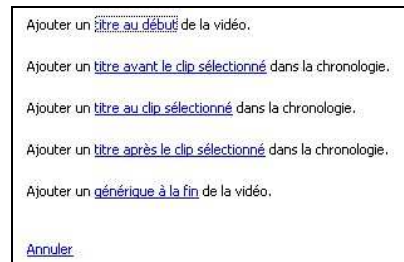 Ajouter un titre au début de la vidéo.
Ajouter un titre avant le clip sélectionné dans la chronologie.
Ajouter un titre au clip sélectionné dans la chronologie.
Ajouter un titre après le clip sélectionné dans la chronologie.
Ajouter un générique à la fin de la vidéo.
Annuler